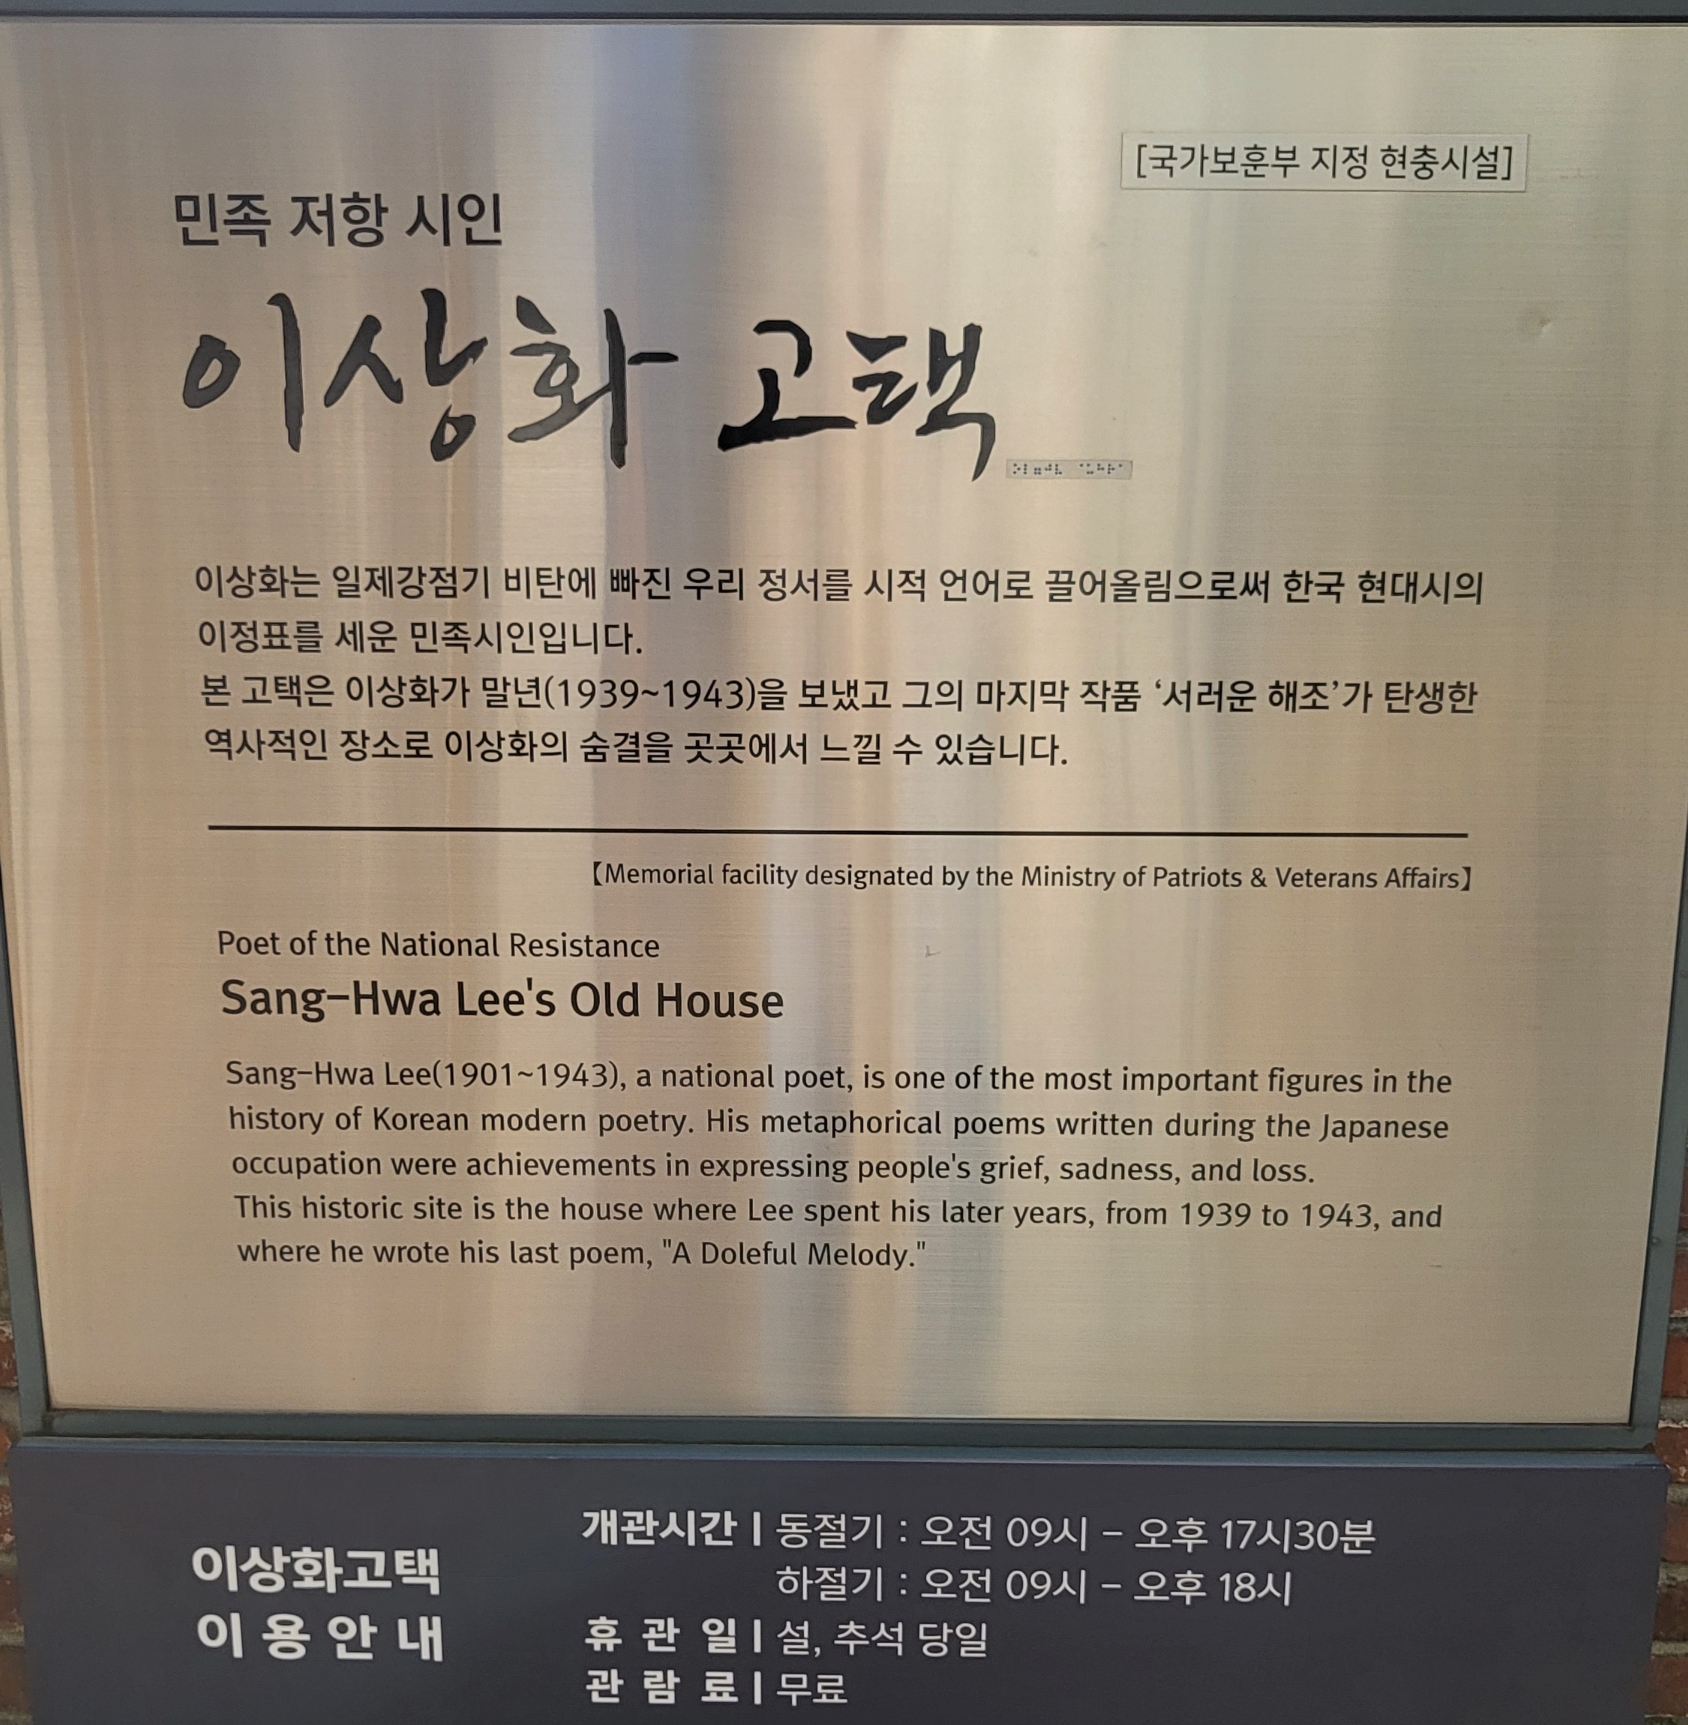 [국가보훈부 지정 현충시설]
민족 저항 시인
이상화 고택
이상화는 일제강점기 비탄에 빠진 우리 정서를 시적 언어로 끌어올림으로써 한국 현대시의
이정표를 세운 민족시인입니다.
본 고택은 이상화가 말년(1939~1943)을 보냈고 그의 마지막 작품 ‘서러운 해조’가 탄생한
역사적인 장소로 이상화의 숨결을 곳곳에서 느낄 수 있습니다.
【Memorial facility designated by the Ministry of Patriots & Veterans Affairs】
Poet of the National Resistance
Sang-Hwa Lee's Old House
Sang-Hwa Lee(1901~1943), a national poet, is one of the most important figures in the
history of Korean modern poetry. His metaphorical poems written during the Japanese
occupation were achievements in expressing people's grief, sadness, and loss.
This historic site is the house where Lee spent his later years, from 1939 to 1943, and
where he wrote his last poem, "A Doleful Melody."
이상화고택
이 용 안 내
개관시간 | 동절기 : 오전 09시 - 오후 17시30분
하절기 : 오전 09시 - 오후 18시
휴 관 일 | 설, 추석 당일
관 람 료 | 무료